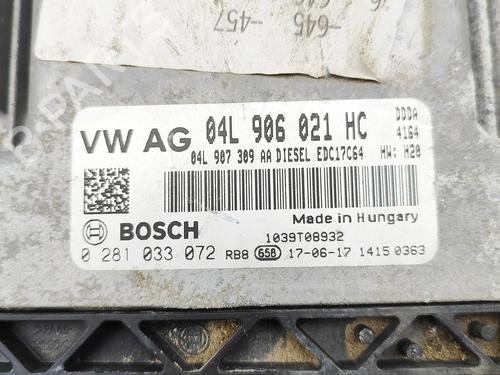 -645
-457
VW AG 04L 906 021 HC DDDA
4164
04L 907 309 AA DIESEL EDC17C64 HW: H20
Made in Hungary
BOSCH 1039T08932
0 281 033 072 RB8 658 17-06-17 1415 0363